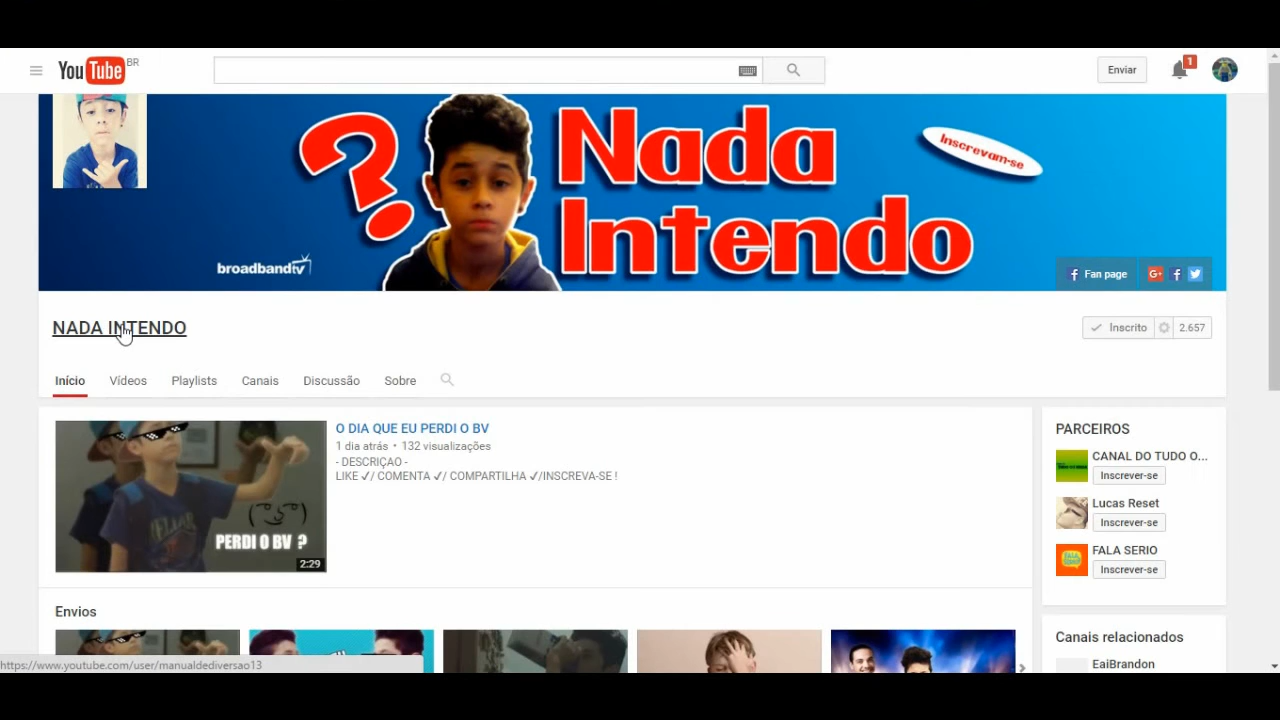 YouTube BR
Enviar
1
Nada
Intendo
Inscrevam-se
broadbandtv
Fan page
NADA INTENDO
Inscrito 2.657
Início Vídeos Playlists Canais Discussão Sobre
O DIA QUE EU PERDI O BV
1 dia atrás • 132 visualizações
- DESCRIÇAO -
LIKE ✓/ COMENTA ✓/ COMPARTILHA ✓/INSCREVA-SE !
PERDI O BV ?
2:29
PARCEIROS
CANAL DO TUDO O...
Inscrever-se
Lucas Reset
Inscrever-se
FALA SERIO
Inscrever-se
Envios
Canais relacionados
EaiBrandon
https://www.youtube.com/user/manualdediversao13